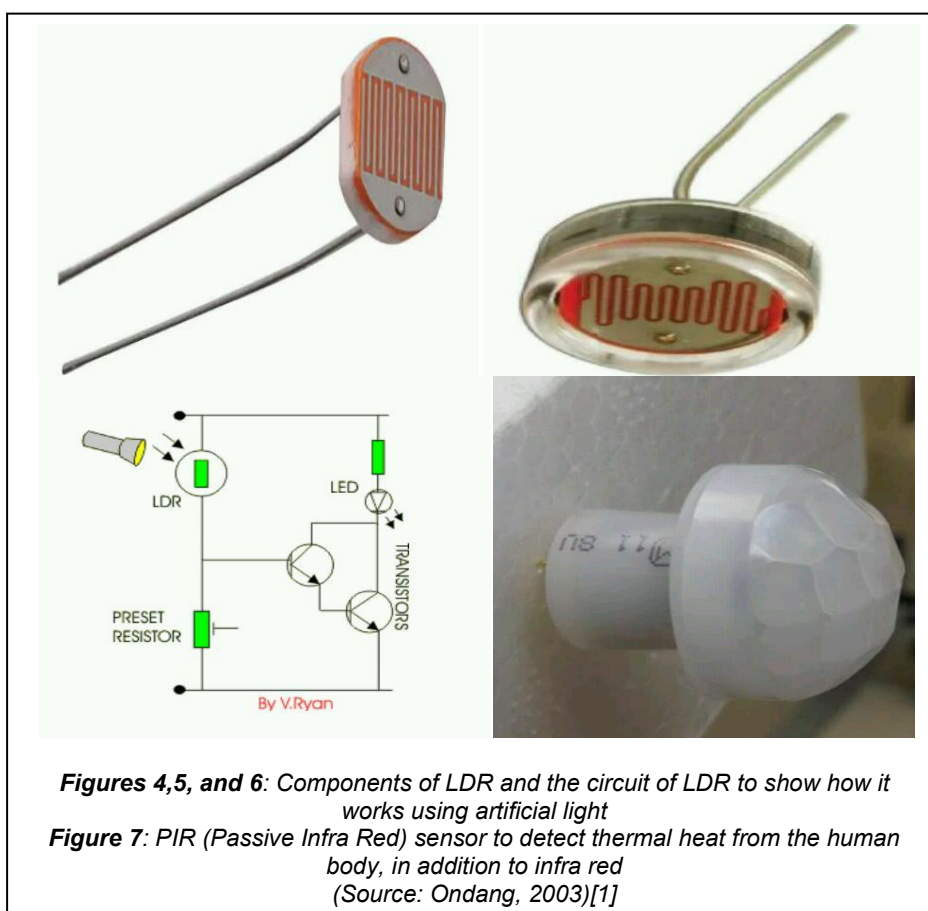 LDR
LED
TRANSISTORS
PRESET
RESISTOR
By V.Ryan
Figures 4,5, and 6: Components of LDR and the circuit of LDR to show how it
works using artificial light
Figure 7: PIR (Passive Infra Red) sensor to detect thermal heat from the human
body, in addition to infra red
(Source: Ondang, 2003)[1]